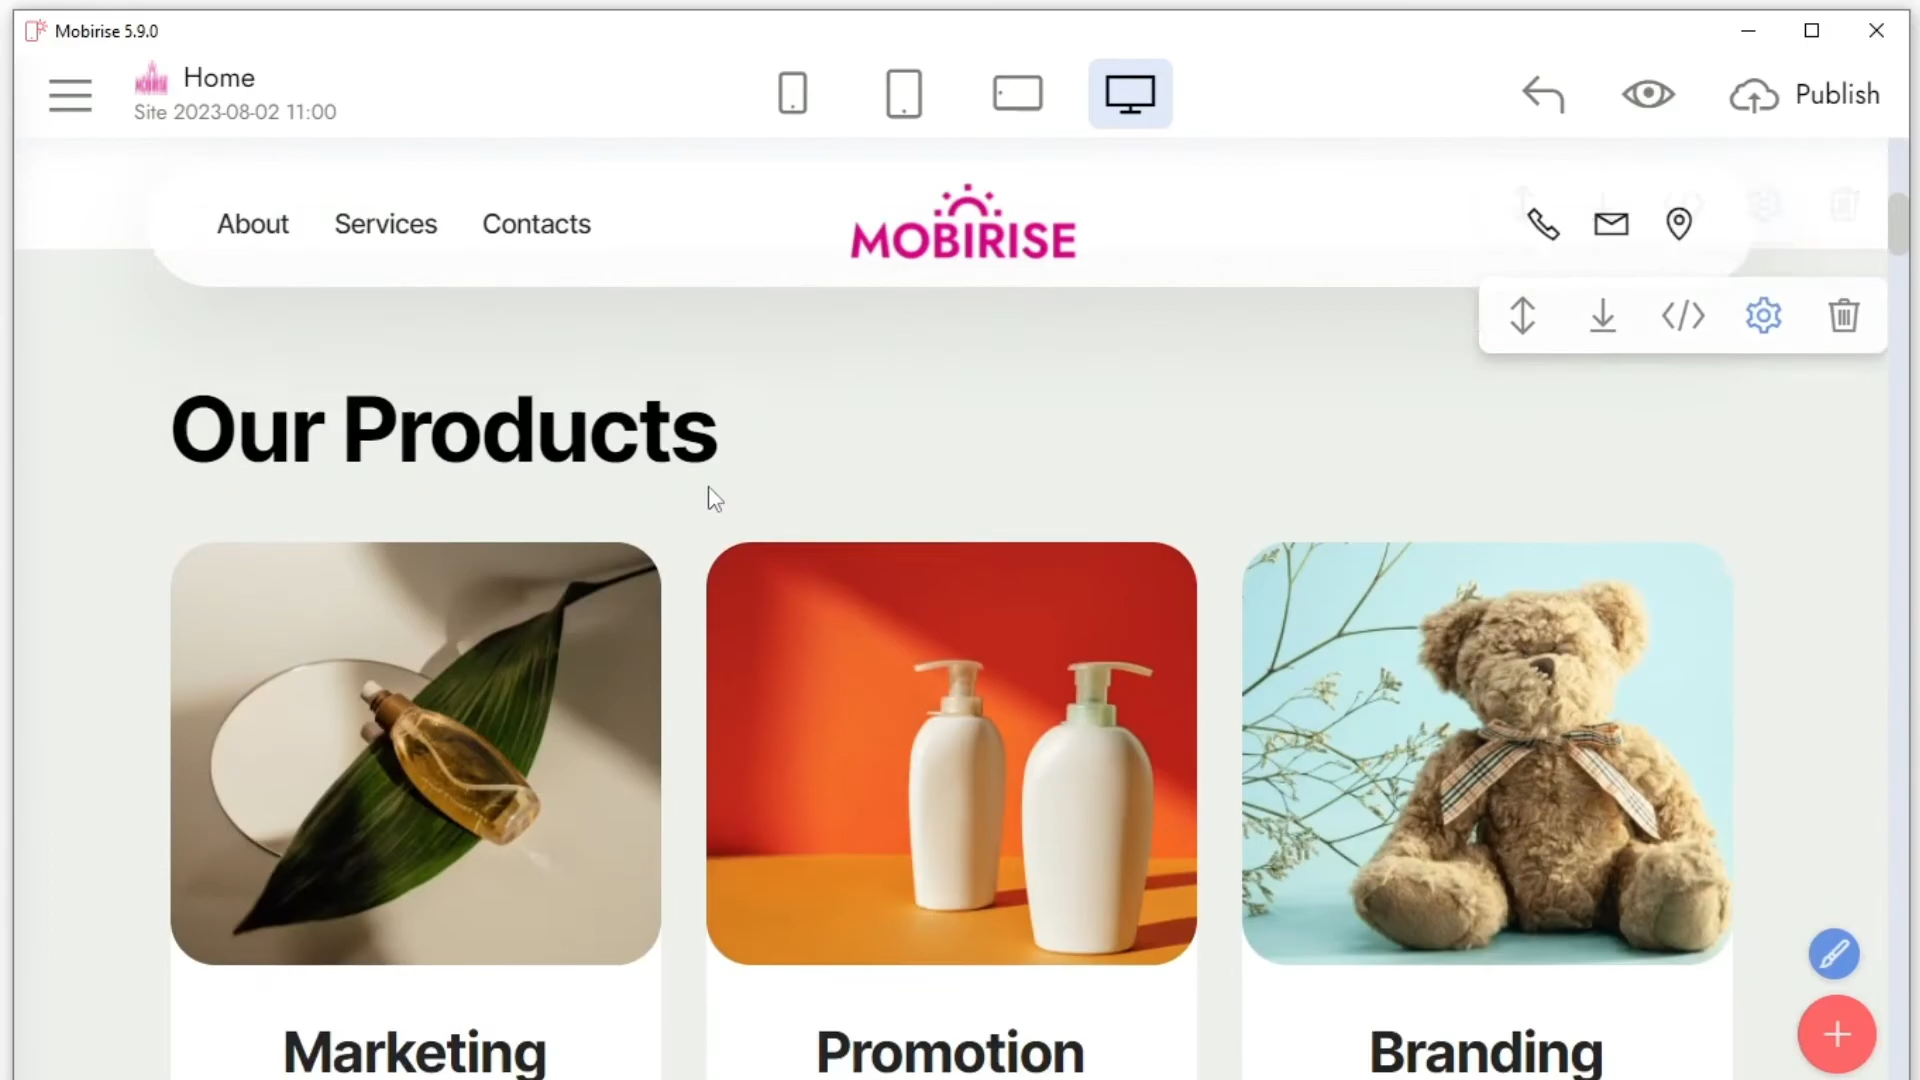 Mobirise 5.9.0
Home
Site 2023-08-02 11:00
Publish
About Services Contacts
MOBIRISE
Our Products
Marketing
Promotion
Branding